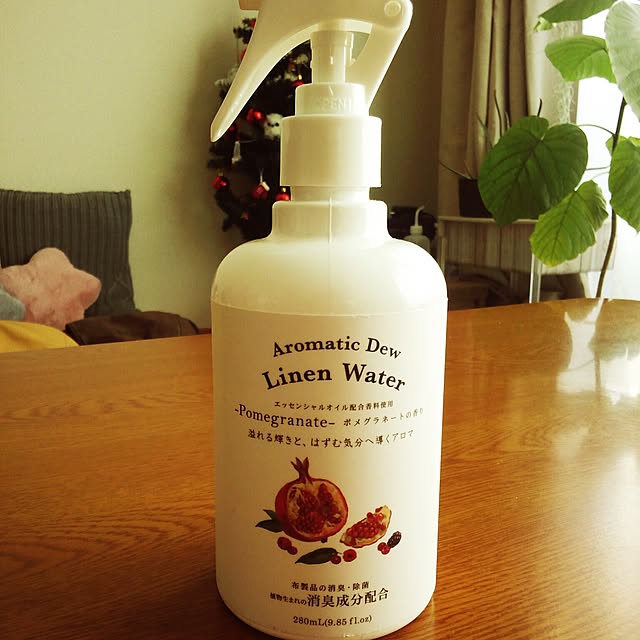 OPEN
Aromatic Dew
Linen Water
エッセンシャルオイル配合香料使用
-Pomegranate- ポメグラネートの香り
溢れる輝きと、はずむ気分へ導くアロマ
布製品の消臭・除菌
植物生まれの消臭成分配合
280mL(9.85 fl.oz)